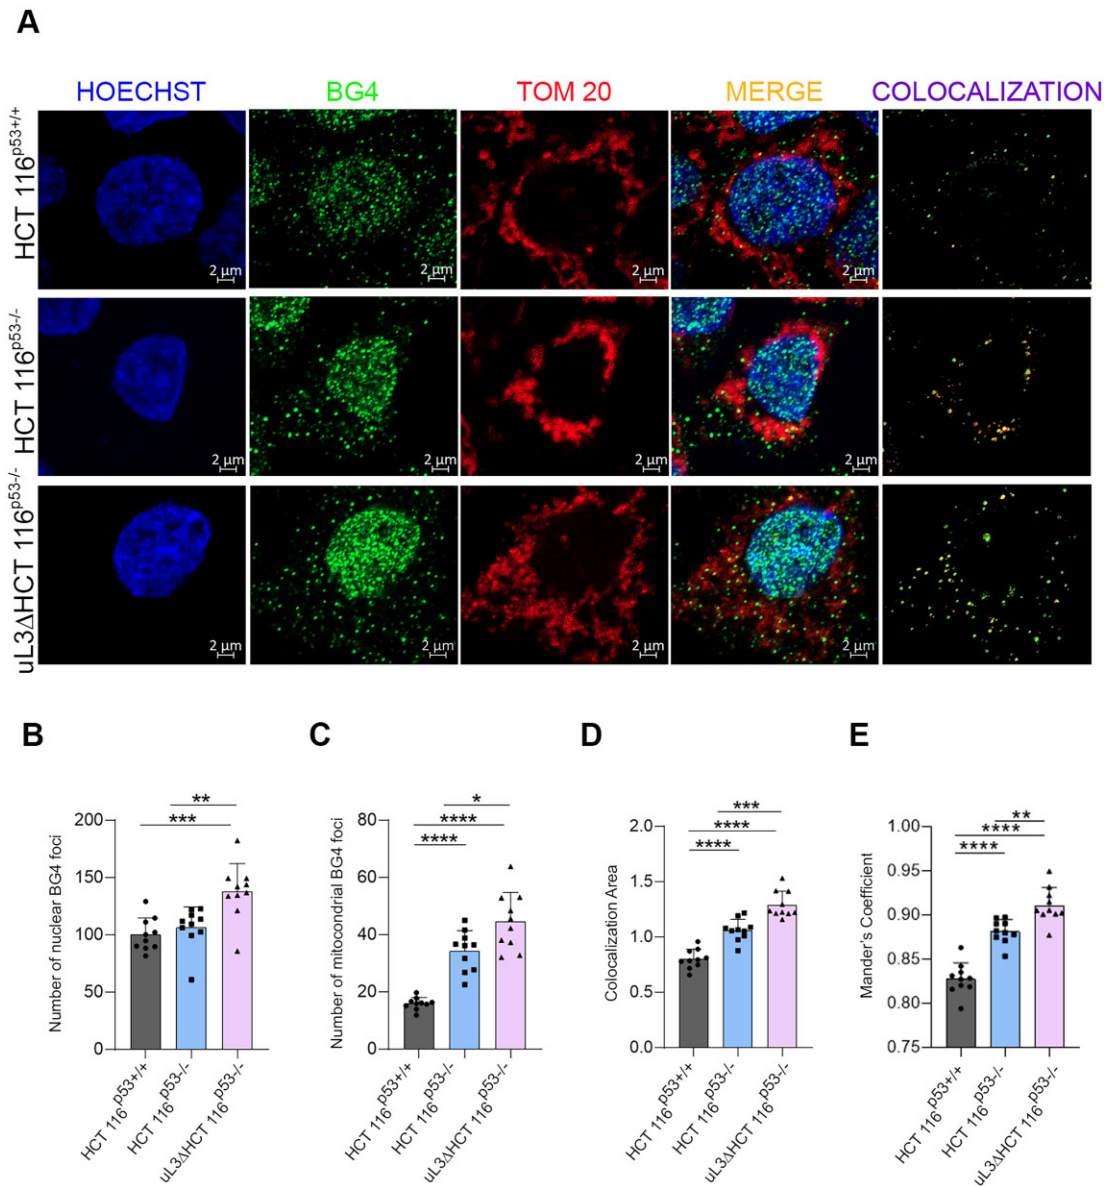 A
HOECHST BG4 TOM 20 MERGE COLOCALIZATION
HCT 116p53+/+
2 μm 2 μm 2 μm 2 μm
HCT 116p53-/-
2 μm 2 μm 2 μm 2 μm
uL3ΔHCT 116p53-/-
2 μm 2 μm 2 μm 2 μm
B
Number of nuclear BG4 foci
200
150
100
50
0
**
***
HCT 116p53+/+
HCT 116p53-/-
uL3ΔHCT 116p53-/-
C
Number of mitocondrial BG4 foci
80
60
40
20
0
*
****
****
HCT 116p53+/+
HCT 116p53-/-
uL3ΔHCT 116p53-/-
D
Colocalization Area
2.0
1.5
1.0
0.5
0.0
***
****
****
HCT 116p53+/+
HCT 116p53-/-
uL3ΔHCT 116p53-/-
E
Mander's Coefficient
1.00
0.95
0.90
0.85
0.80
0.75
**
****
****
HCT 116p53+/+
HCT 116p53-/-
uL3ΔHCT 116p53-/-